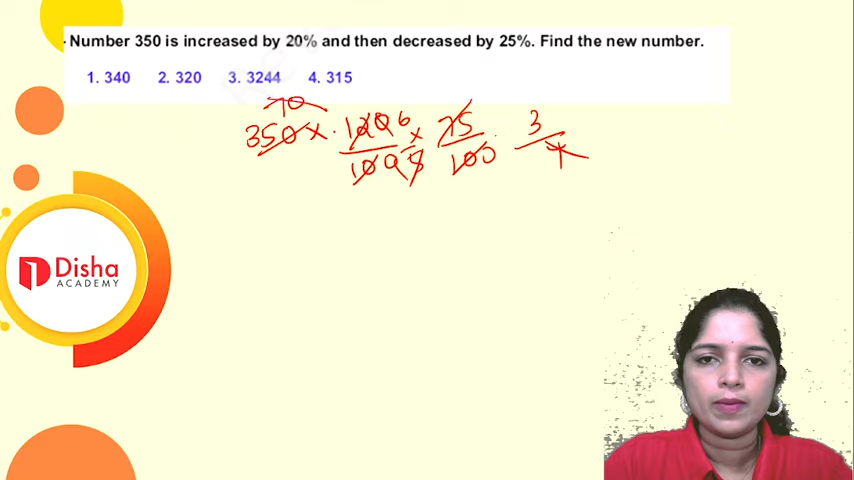 Number 350 is increased by 20% and then decreased by 25%. Find the new number.
1. 340 2. 320 3. 3244 4. 315
70
350 x 120 6 x 75 3
100 5 100 4
Disha
ACADEMY